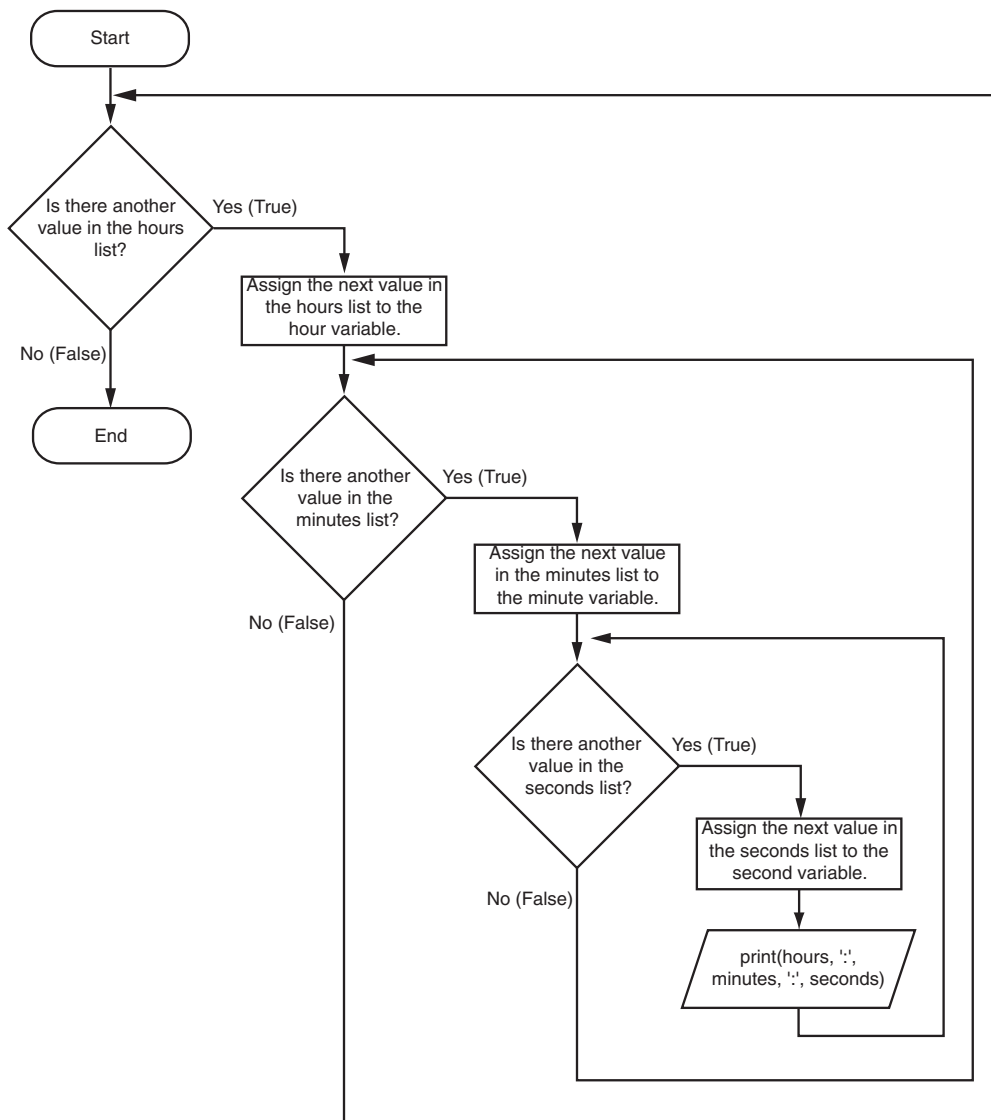 Start
Is there another
value in the hours
list?
Yes (True)
Assign the next value in
the hours list to the
hour variable.
No (False)
End
Is there another
value in the
minutes list?
Yes (True)
Assign the next value
in the minutes list to
the minute variable.
No (False)
Is there another
value in the
seconds list?
Yes (True)
Assign the next value in
the seconds list to the
second variable.
No (False)
print(hours, ':',
minutes, ':', seconds)